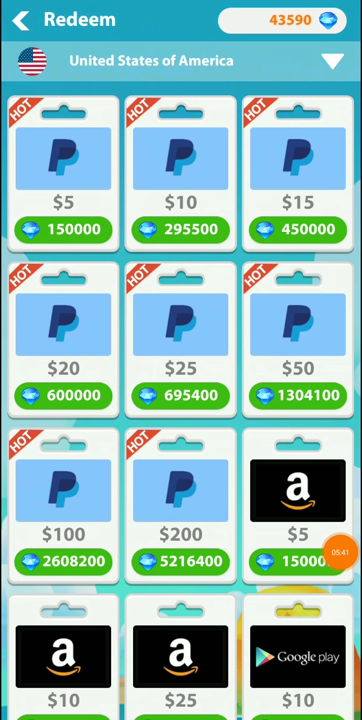 Redeem
43590
United States of America
HOT
HOT
HOT
$5
$10
$15
150000
295500
450000
HOT
HOT
HOT
$20
$25
$50
600000
695400
1304100
HOT
HOT
a
$100
$200
$5
2608200
5216400
15000
05:41
a
a
Google play
$10
$25
$10